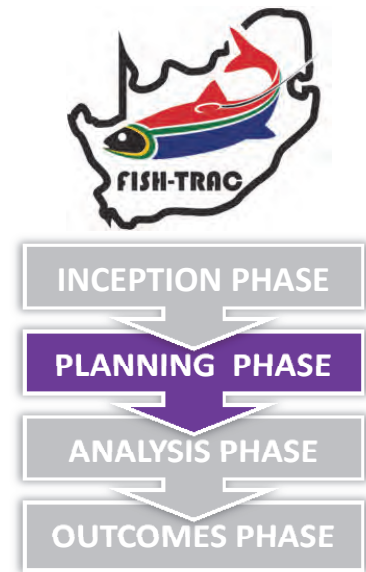 FISH-TRAC
INCEPTION PHASE
PLANNING PHASE
ANALYSIS PHASE
OUTCOMES PHASE